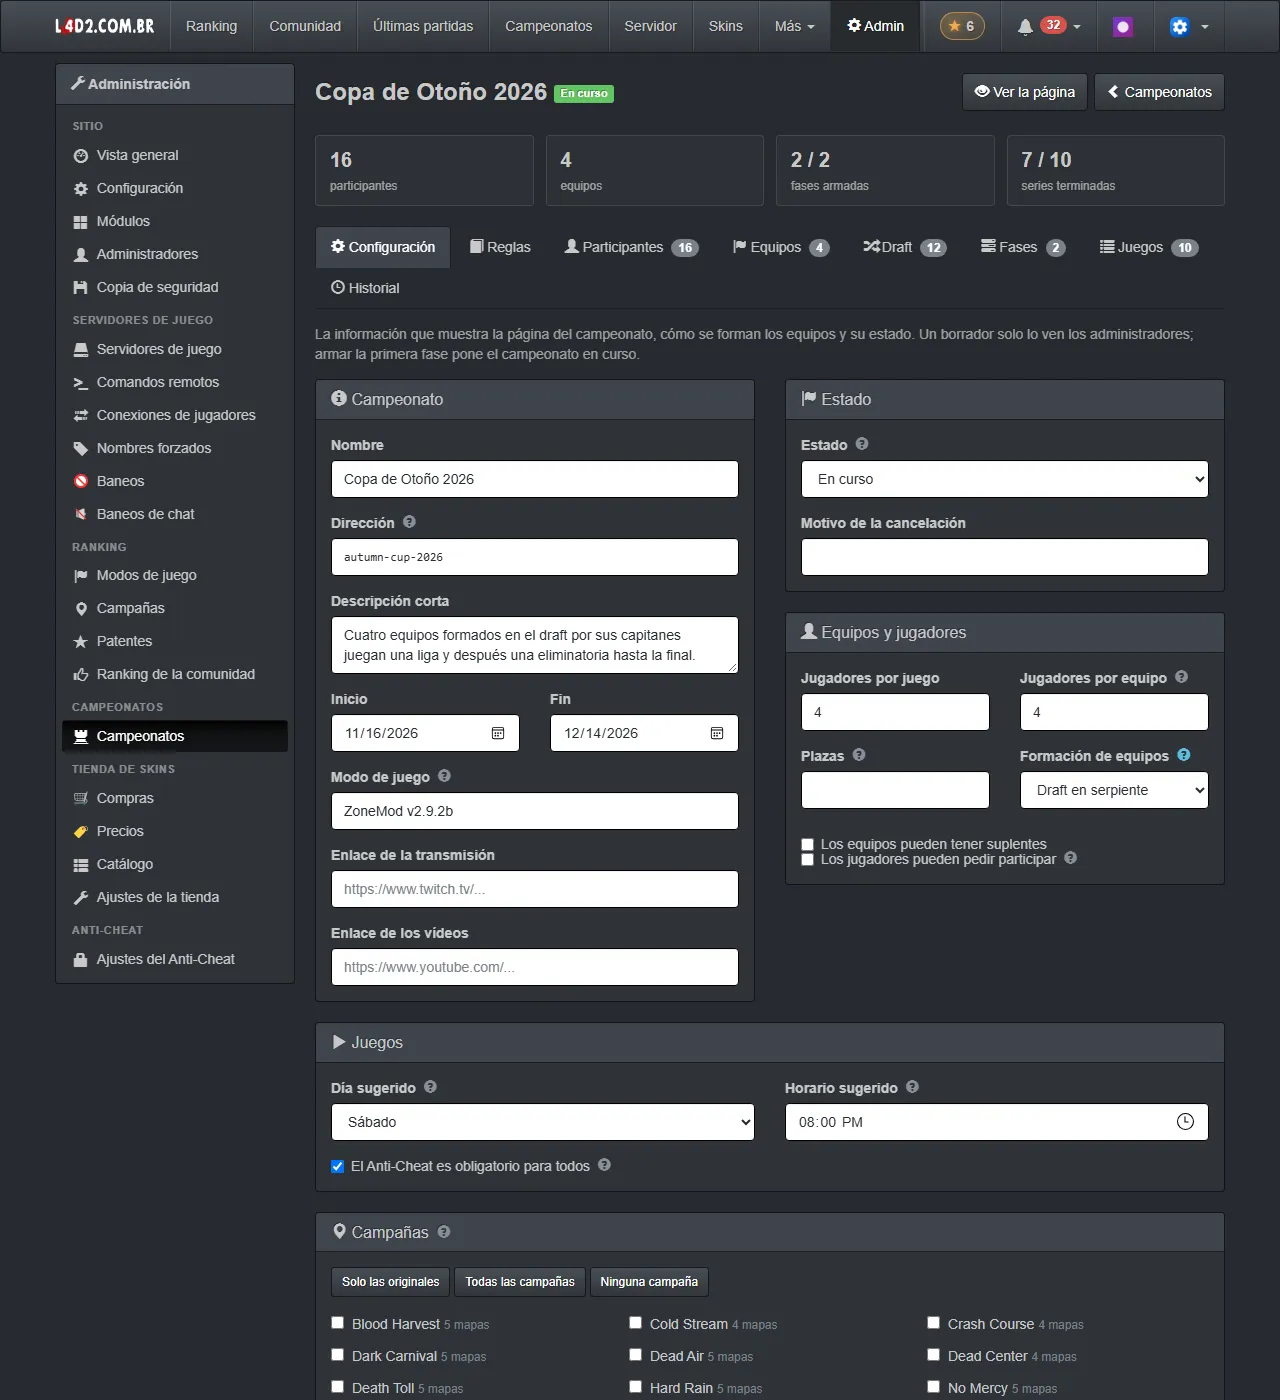 L4D2.COM.BR
Ranking
Comunidad
Últimas partidas
Campeonatos
Servidor
Skins
Más
Admin
6
32
Administración
SITIO
Vista general
Configuración
Módulos
Administradores
Copia de seguridad
SERVIDORES DE JUEGO
Servidores de juego
Comandos remotos
Conexiones de jugadores
Nombres forzados
Baneos
Baneos de chat
RANKING
Modos de juego
Campañas
Patentes
Ranking de la comunidad
CAMPEONATOS
Campeonatos
TIENDA DE SKINS
Compras
Precios
Catálogo
Ajustes de la tienda
ANTI-CHEAT
Ajustes del Anti-Cheat
Copa de Otoño 2026 En curso
Ver la página
Campeonatos
16
participantes
4
equipos
2 / 2
fases armadas
7 / 10
series terminadas
Configuración
Reglas
Participantes 16
Equipos 4
Draft 12
Fases 2
Juegos 10
Historial
La información que muestra la página del campeonato, cómo se forman los equipos y su estado. Un borrador solo lo ven los administradores;
armar la primera fase pone el campeonato en curso.
Campeonato
Nombre
Copa de Otoño 2026
Dirección
autumn-cup-2026
Descripción corta
Cuatro equipos formados en el draft por sus capitanes
juegan una liga y después una eliminatoria hasta la final.
Inicio
Fin
11/16/2026
12/14/2026
Modo de juego
ZoneMod v2.9.2b
Enlace de la transmisión
https://www.twitch.tv/...
Enlace de los vídeos
https://www.youtube.com/...
Estado
Estado
En curso
Motivo de la cancelación
Equipos y jugadores
Jugadores por juego
Jugadores por equipo
4
4
Plazas
Formación de equipos
Draft en serpiente
Los equipos pueden tener suplentes
Los jugadores pueden pedir participar
Juegos
Día sugerido
Horario sugerido
Sábado
08:00 PM
El Anti-Cheat es obligatorio para todos
Campañas
Solo las originales
Todas las campañas
Ninguna campaña
Blood Harvest 5 mapas
Cold Stream 4 mapas
Crash Course 4 mapas
Dark Carnival 5 mapas
Dead Air 5 mapas
Dead Center 4 mapas
Death Toll 5 mapas
Hard Rain 5 mapas
No Mercy 5 mapas